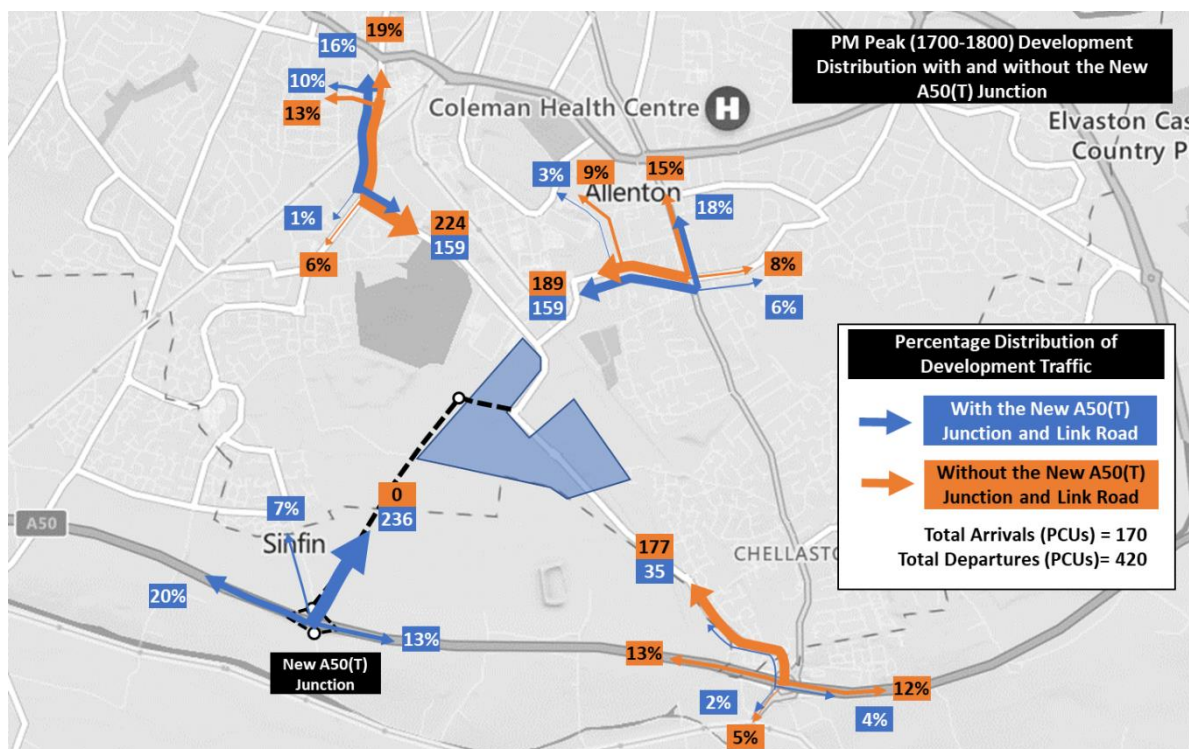 19%
16%
10%
13%
1%
6%
224
159
PM Peak (1700-1800) Development
Distribution with and without the New
A50(T) Junction
Coleman Health Centre H
Elvaston Cas
Country P
3%
9%
15%
Allenton
18%
8%
6%
189
159
Percentage Distribution of
Development Traffic
With the New A50(T)
Junction and Link Road
Without the New A50(T)
Junction and Link Road
Total Arrivals (PCUs) = 170
Total Departures (PCUs)= 420
0
236
7%
A50
Sinfin
20%
13%
New A50(T)
Junction
177
35
CHELLASTO
13%
12%
2%
4%
5%